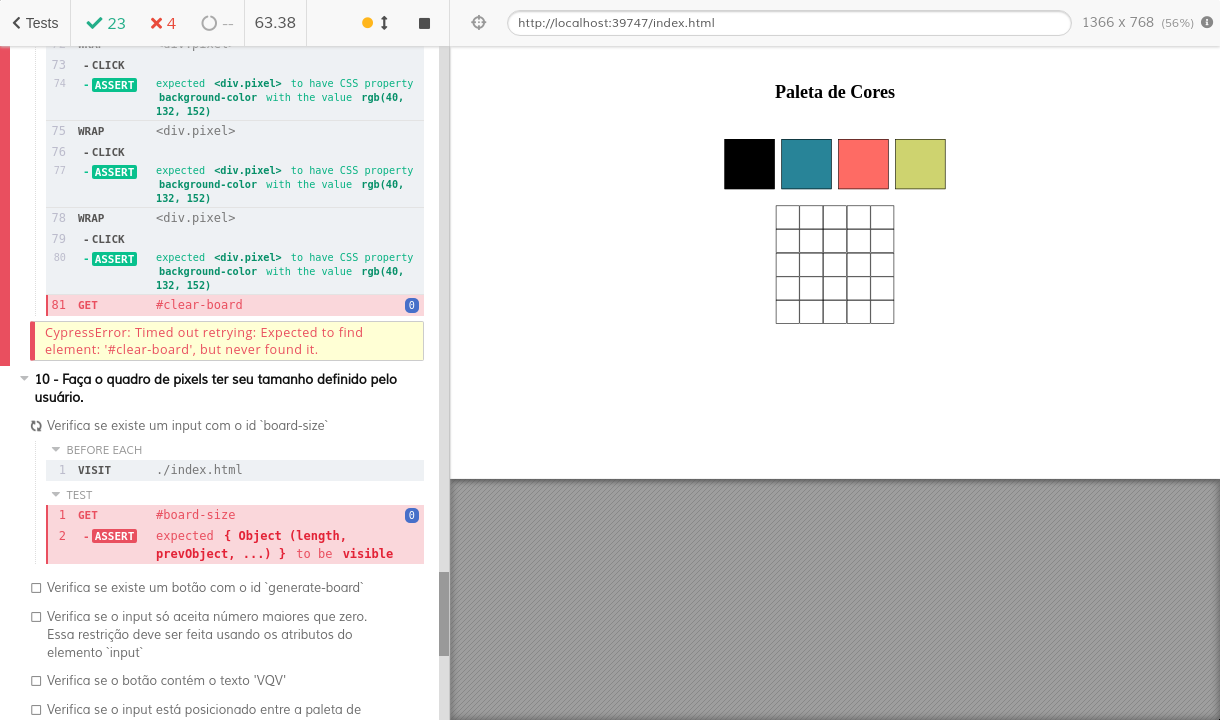 Tests 23 4 -- 63.38
http://localhost:39747/index.html 1366 x 768 (56%)
73 -CLICK
74 -ASSERT expected <div.pixel> to have CSS property
background-color with the value rgb(40,
132, 152)
75 WRAP <div.pixel>
76 -CLICK
77 -ASSERT expected <div.pixel> to have CSS property
background-color with the value rgb(40,
132, 152)
78 WRAP <div.pixel>
79 -CLICK
80 -ASSERT expected <div.pixel> to have CSS property
background-color with the value rgb(40,
132, 152)
81 GET #clear-board 0
CypressError: Timed out retrying: Expected to find
element: '#clear-board', but never found it.
10 - Faça o quadro de pixels ter seu tamanho definido pelo
usuário.
Verifica se existe um input com o id `board-size`
BEFORE EACH
1 VISIT ./index.html
TEST
1 GET #board-size 0
2 -ASSERT expected { Object (length,
prevObject, ...) } to be visible
Verifica se existe um botão com o id `generate-board`
Verifica se o input só aceita número maiores que zero.
Essa restrição deve ser feita usando os atributos do
elemento `input`
Verifica se o botão contém o texto 'VQV'
Verifica se o input está posicionado entre a paleta de
Paleta de Cores